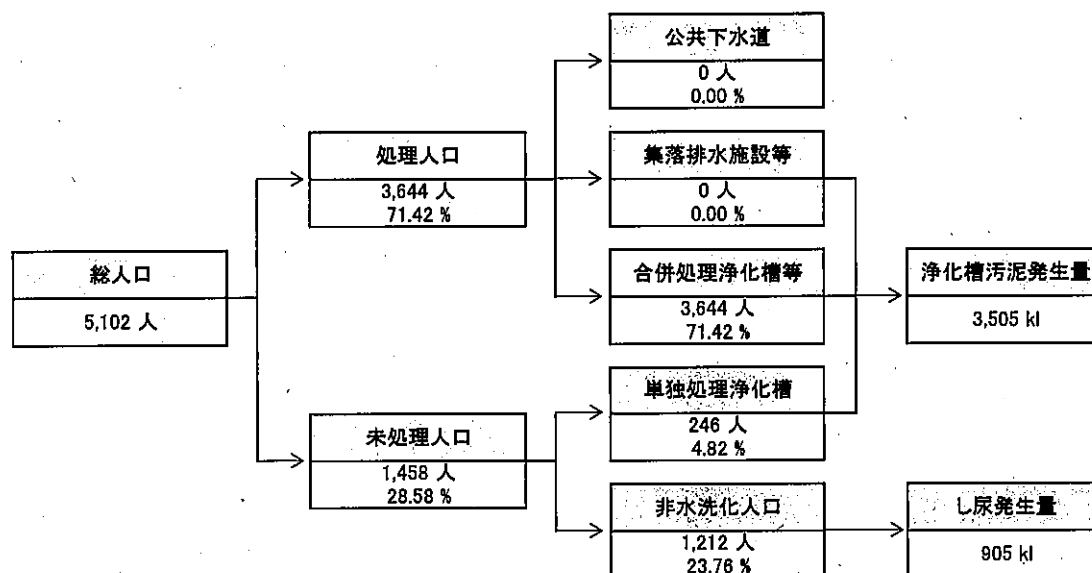 公共下水道
0 人
0.00 %
処理人口
3,644 人
71.42 %
集落排水施設等
0 人
0.00 %
総人口
5,102 人
合併処理浄化槽等
3,644 人
71.42 %
浄化槽汚泥発生量
3,505 kl
単独処理浄化槽
246 人
4.82 %
未処理人口
1,458 人
28.58 %
非水洗化人口
1,212 人
23.76 %
し尿発生量
905 kl